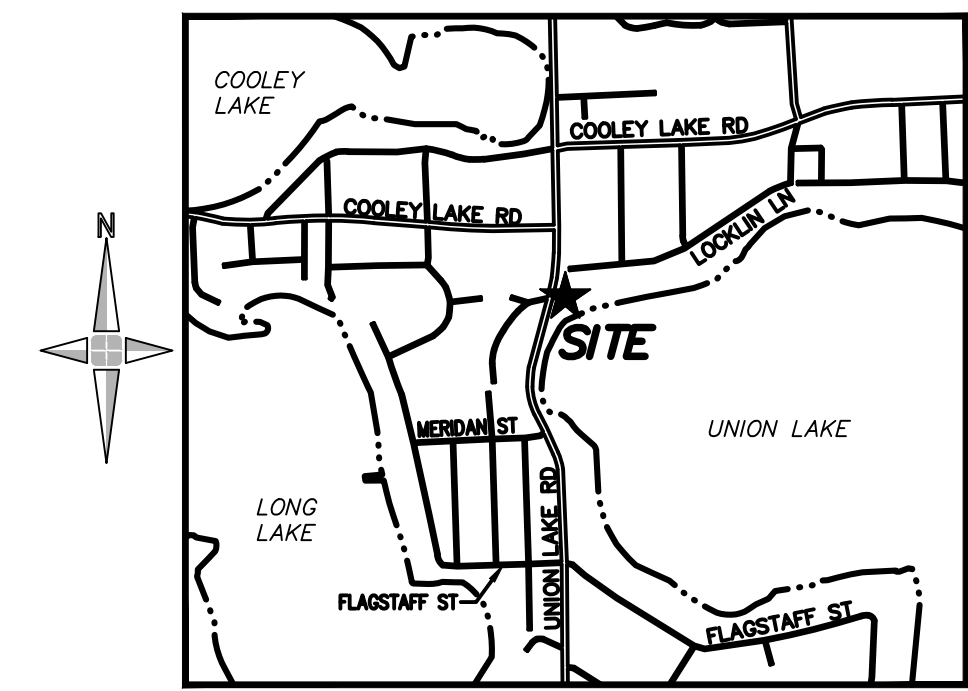 COOLEY
LAKE
COOLEY LAKE RD
COOLEY LAKE RD
LOCKLIN LN
N
SITE
MERIDAN ST
UNION LAKE
UNION LAKE RD
LONG
LAKE
FLAGSTAFF ST
FLAGSTAFF ST